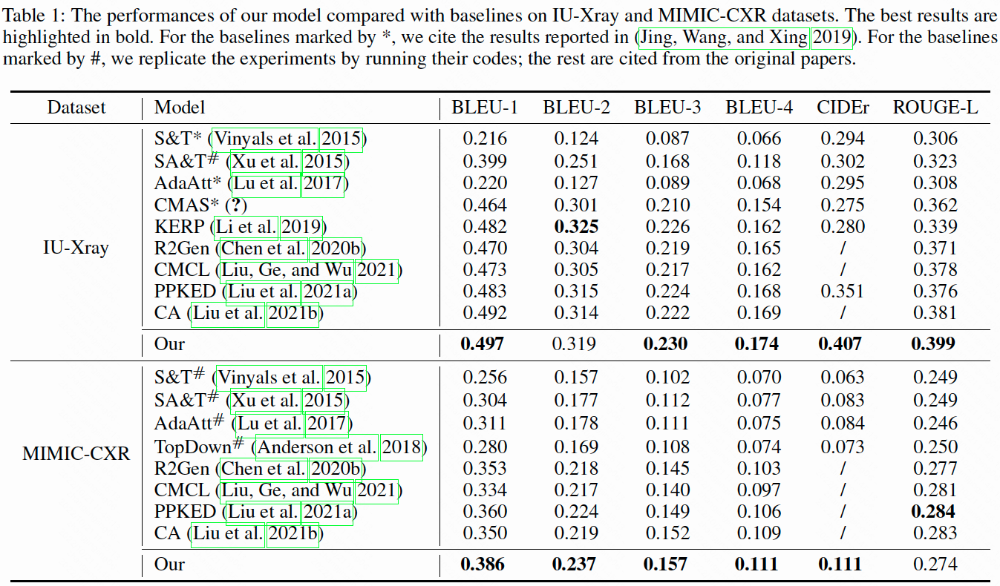 Table 1: The performances of our model compared with baselines on IU-Xray and MIMIC-CXR datasets. The best results are
highlighted in bold. For the baselines marked by *, we cite the results reported in (Jing, Wang, and Xing 2019). For the baselines
marked by #, we replicate the experiments by running their codes; the rest are cited from the original papers.
Dataset Model BLEU-1 BLEU-2 BLEU-3 BLEU-4 CIDEr ROUGE-L
IU-Xray
S&T* (Vinyals et al. 2015) 0.216 0.124 0.087 0.066 0.294 0.306
SA&T# (Xu et al. 2015) 0.399 0.251 0.168 0.118 0.302 0.323
AdaAtt* (Lu et al. 2017) 0.220 0.127 0.089 0.068 0.295 0.308
CMAS* (?) 0.464 0.301 0.210 0.154 0.275 0.362
KERP (Li et al. 2019) 0.482 0.325 0.226 0.162 0.280 0.339
R2Gen (Chen et al. 2020b) 0.470 0.304 0.219 0.165 / 0.371
CMCL (Liu, Ge, and Wu 2021) 0.473 0.305 0.217 0.162 / 0.378
PPKED (Liu et al. 2021a) 0.483 0.315 0.224 0.168 0.351 0.376
CA (Liu et al. 2021b) 0.492 0.314 0.222 0.169 / 0.381
Our 0.497 0.319 0.230 0.174 0.407 0.399
MIMIC-CXR
S&T# (Vinyals et al. 2015) 0.256 0.157 0.102 0.070 0.063 0.249
SA&T# (Xu et al. 2015) 0.304 0.177 0.112 0.077 0.083 0.249
AdaAtt# (Lu et al. 2017) 0.311 0.178 0.111 0.075 0.084 0.246
TopDown# (Anderson et al. 2018) 0.280 0.169 0.108 0.074 0.073 0.250
R2Gen (Chen et al. 2020b) 0.353 0.218 0.145 0.103 / 0.277
CMCL (Liu, Ge, and Wu 2021) 0.334 0.217 0.140 0.097 / 0.281
PPKED (Liu et al. 2021a) 0.360 0.224 0.149 0.106 / 0.284
CA (Liu et al. 2021b) 0.350 0.219 0.152 0.109 / 0.283
Our 0.386 0.237 0.157 0.111 0.111 0.274